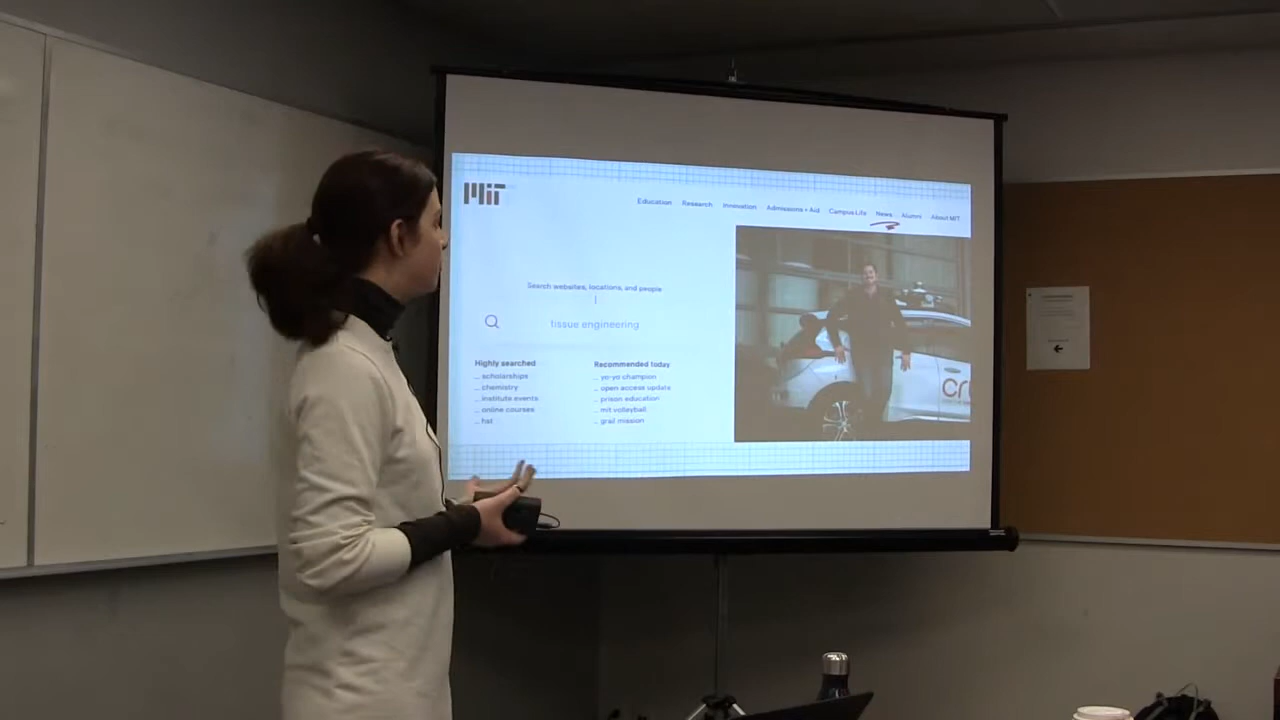 MIT
Education Research Innovation Admissions + Aid Campus Life News Alumni About MIT
Search websites, locations, and people
tissue engineering
Highly searched
... scholarships
... chemistry
... institute events
... online courses
... hst
Recommended today
... yo-yo champion
... open access update
... prison education
... mit volleyball
... grail mission
cr